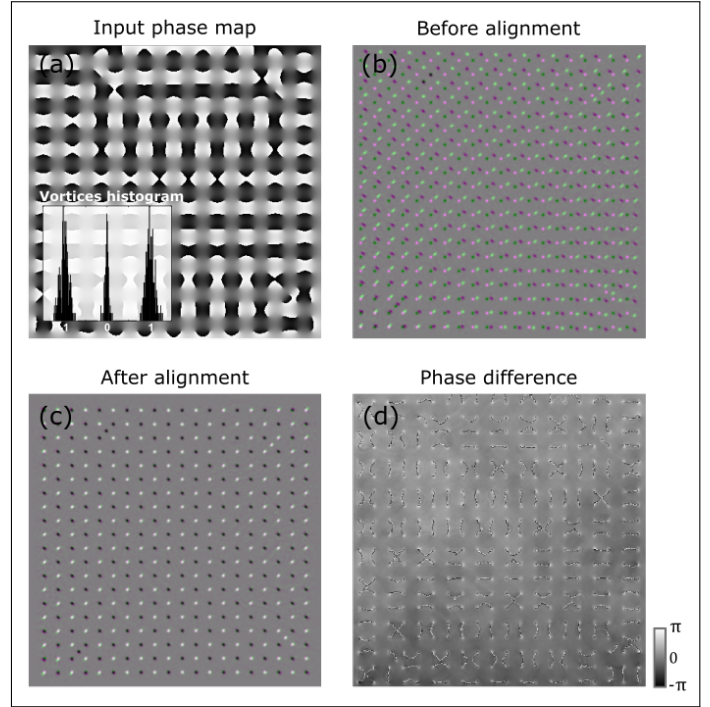 Input phase map
Before alignment
(a)
(b)
Vortices histogram
-1 0 1
After alignment
Phase difference
(c)
(d)
π
0
-π